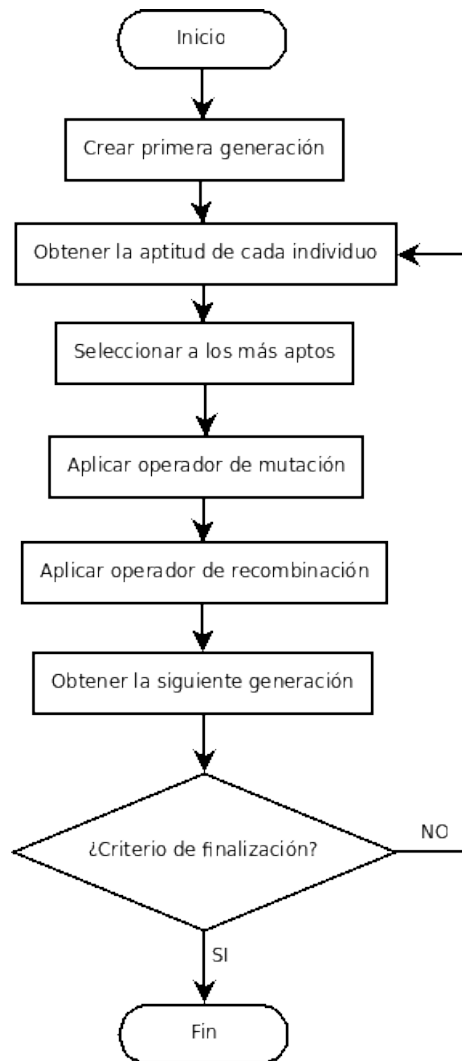 Inicio
Crear primera generación
Obtener la aptitud de cada individuo
Seleccionar a los más aptos
Aplicar operador de mutación
Aplicar operador de recombinación
Obtener la siguiente generación
¿Criterio de finalización?
NO
SI
Fin